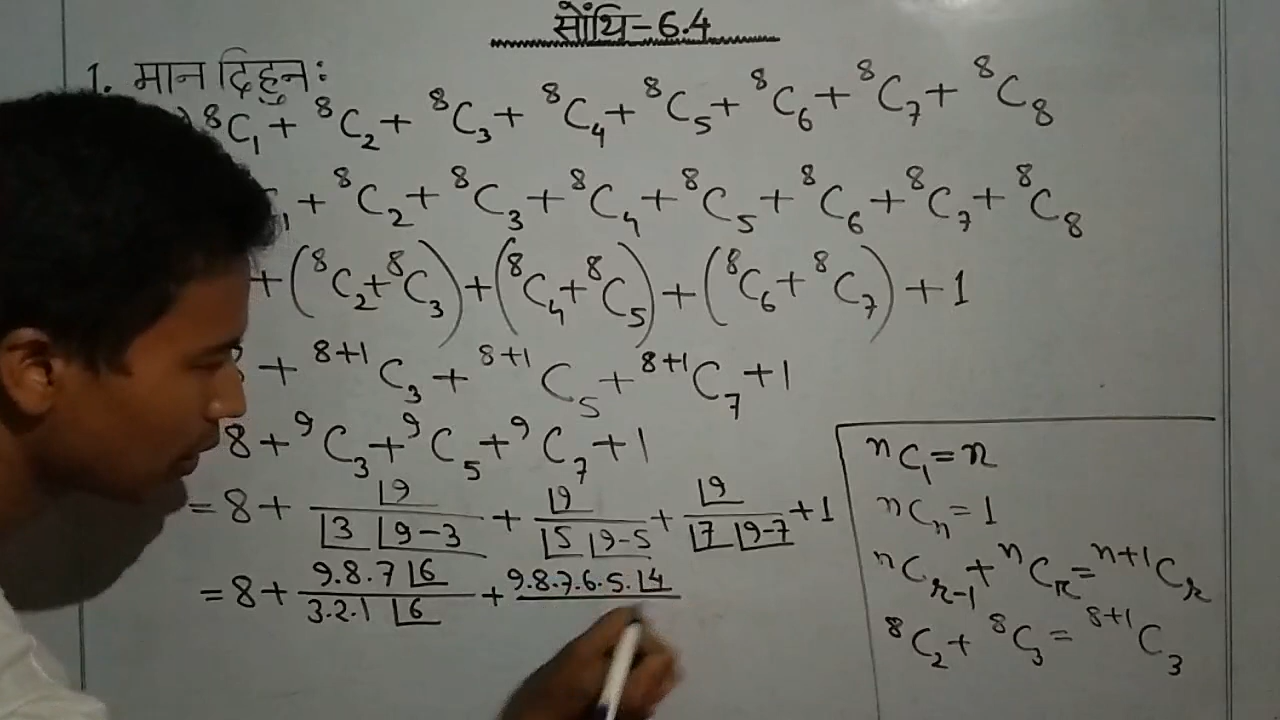 सोंथि-6.4
1. मान दिहुन:
⁸C₁ + ⁸C₂ + ⁸C₃ + ⁸C₄ + ⁸C₅ + ⁸C₆ + ⁸C₇ + ⁸C₈
₁ + ⁸C₂ + ⁸C₃ + ⁸C₄ + ⁸C₅ + ⁸C₆ + ⁸C₇ + ⁸C₈
+ (⁸C₂ + ⁸C₃) + (⁸C₄ + ⁸C₅) + (⁸C₆ + ⁸C₇) + 1
8 + ⁸⁺¹C₃ + ⁸⁺¹C₅ + ⁸⁺¹C₇ + 1
8 + ⁹C₃ + ⁹C₅ + ⁹C₇ + 1
= 8 + |9 / |3 |9-3 + |9 / |5 |9-5 + |9 / |7 |9-7 + 1
= 8 + 9.8.7 |6 / 3.2.1 |6 + 9.8.7.6.5.|4
ⁿC₁ = n
ⁿCₙ = 1
ⁿCᵣ₋₁ + ⁿCᵣ = ⁿ⁺¹Cᵣ
⁸C₂ + ⁸C₃ = ⁸⁺¹C₃